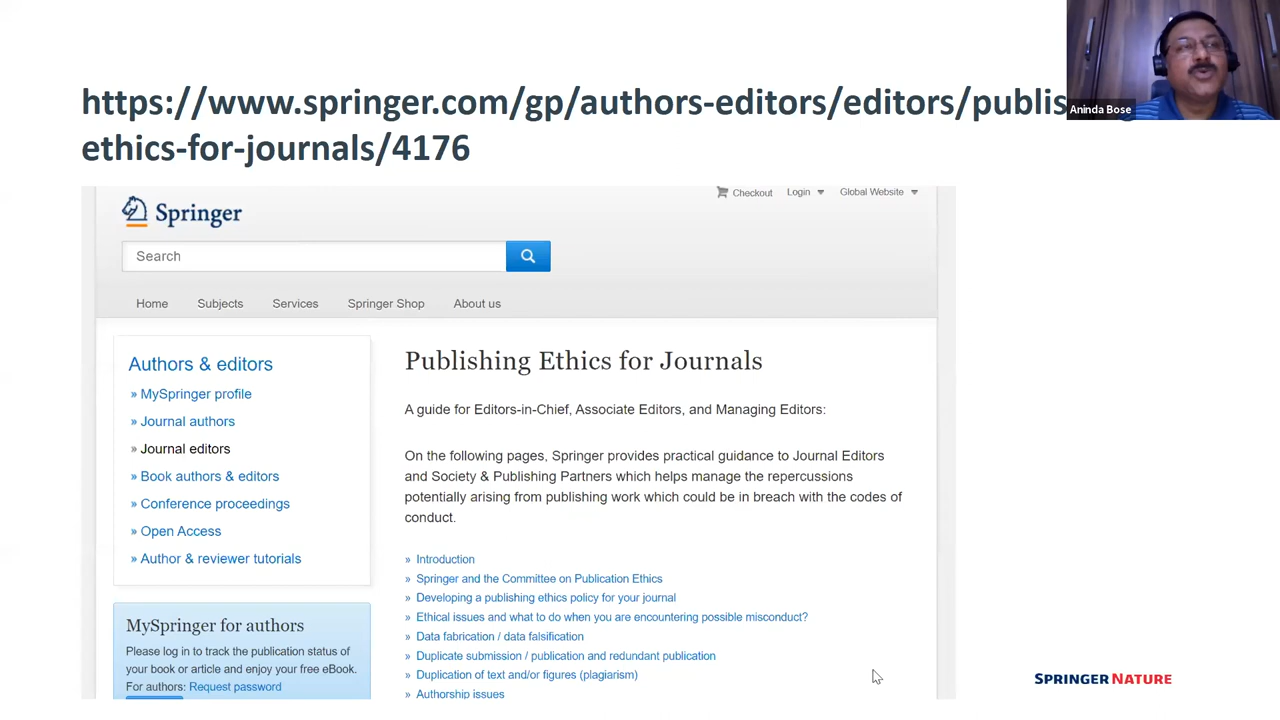 https://www.springer.com/gp/authors-editors/editors/publis
ethics-for-journals/4176
Aninda Bose
Springer
Checkout Login Global Website
Search
Home Subjects Services Springer Shop About us
Authors & editors
» MySpringer profile
» Journal authors
» Journal editors
» Book authors & editors
» Conference proceedings
» Open Access
» Author & reviewer tutorials
MySpringer for authors
Please log in to track the publication status of
your book or article and enjoy your free eBook.
For authors: Request password
Publishing Ethics for Journals
A guide for Editors-in-Chief, Associate Editors, and Managing Editors:
On the following pages, Springer provides practical guidance to Journal Editors
and Society & Publishing Partners which helps manage the repercussions
potentially arising from publishing work which could be in breach with the codes of
conduct.
» Introduction
» Springer and the Committee on Publication Ethics
» Developing a publishing ethics policy for your journal
» Ethical issues and what to do when you are encountering possible misconduct?
» Data fabrication / data falsification
» Duplicate submission / publication and redundant publication
» Duplication of text and/or figures (plagiarism)
» Authorship issues
SPRINGER NATURE